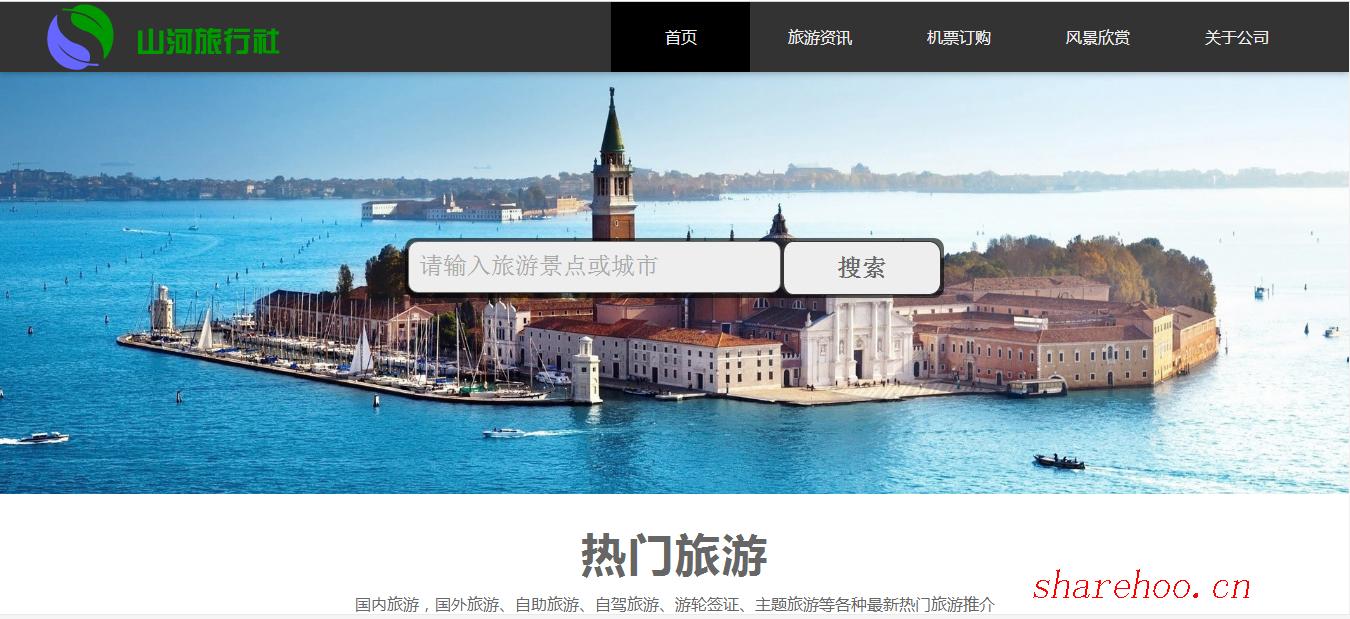 山河旅行社
首页 旅游资讯 机票订购 风景欣赏 关于公司
请输入旅游景点或城市 搜索
热门旅游
国内旅游，国外旅游、自助旅游、自驾旅游、游轮签证、主题旅游等各种最新热门旅游推介
sharehoo.cn